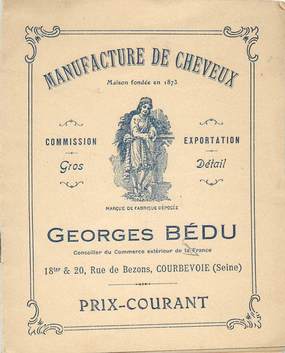 MANUFACTURE DE CHEVEUX
Maison fondée en 1873
COMMISSION
EXPORTATION
Gros
Détail
MARQUE DE FABRIQUE DÉPOSÉE
GEORGES BÉDU
Conseiller du Commerce extérieur de la France
18ter & 20, Rue de Bezons, COURBEVOIE (Seine)
PRIX-COURANT